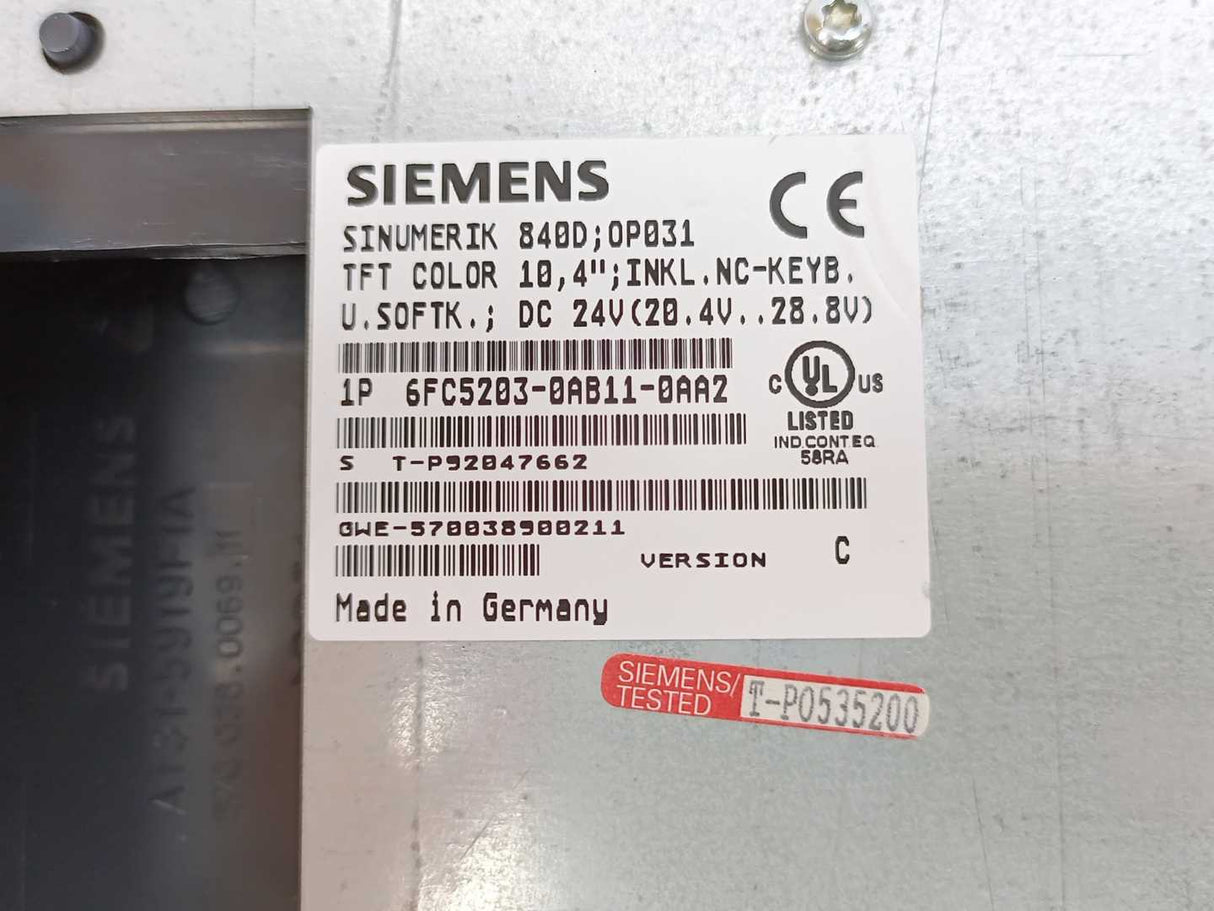 SIEMENS
CE
SINUMERIK 840D;OP031
TFT COLOR 10,4";INKL.NC-KEYB.
U.SOFTK.; DC 24V(20.4V..28.8V)
1P 6FC5203-0AB11-0AA2
C UL US
LISTED
IND.CONT.EQ.
58RA
S T-P92047662
GWE-570038900211
VERSION C
Made in Germany
SIEMENS/
TESTED
T-P0535200
SIEMENS